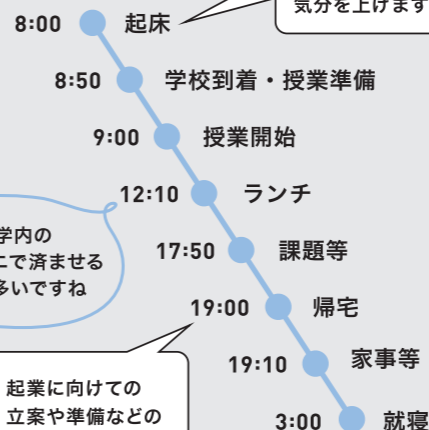 気分を上げます
8:00 起床
8:50 学校到着・授業準備
9:00 授業開始
12:10 ランチ
学内の
ニで済ませる
多いですね
17:50 課題等
19:00 帰宅
19:10 家事等
起業に向けての
立案や準備などの
3:00 就寝